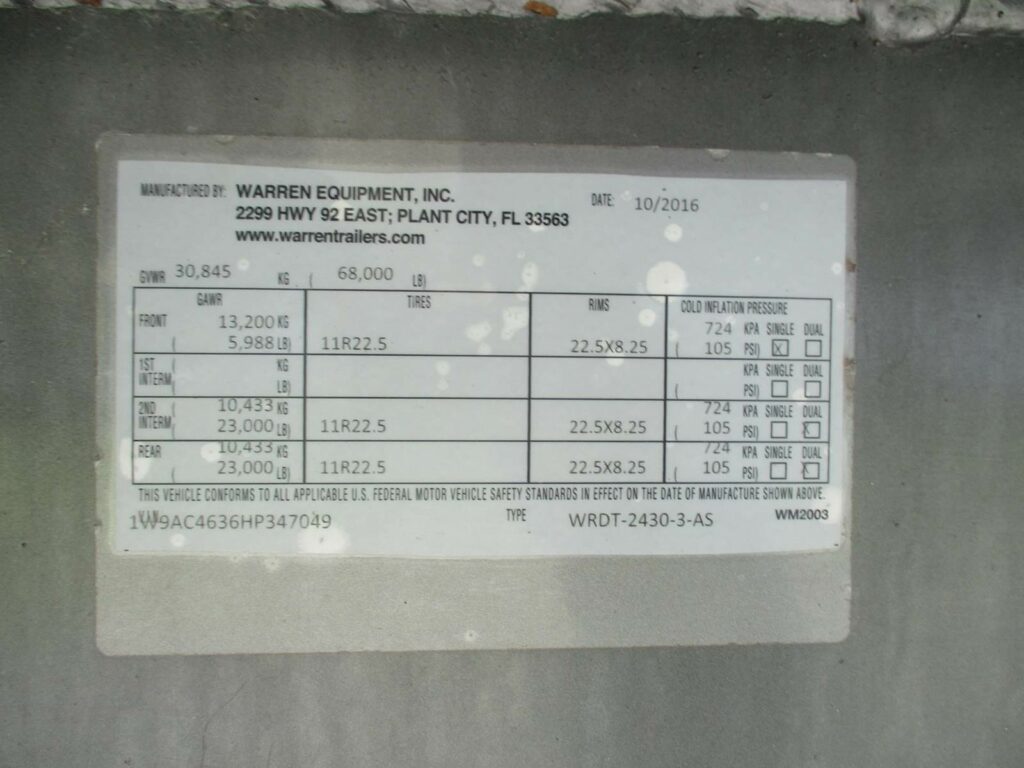 MANUFACTURED BY: WARREN EQUIPMENT, INC.
2299 HWY 92 EAST; PLANT CITY, FL 33563
www.warrentrailers.com
DATE: 10/2016
GVWR 30,845 KG ( 68,000 LB)
GAWR TIRES RIMS COLD INFLATION PRESSURE
FRONT 13,200 KG 724 KPA SINGLE DUAL
( 5,988 LB) 11R22.5 22.5X8.25 ( 105 PSI) X
1ST ( KG KPA SINGLE DUAL
INTERM LB) ( PSI)
2ND ( 10,433 KG 724 KPA SINGLE DUAL
INTERM 23,000 LB) 11R22.5 22.5X8.25 ( 105 PSI) X
REAR 10,433 KG 724 KPA SINGLE DUAL
( 23,000 LB) 11R22.5 22.5X8.25 ( 105 PSI) X
THIS VEHICLE CONFORMS TO ALL APPLICABLE U.S. FEDERAL MOTOR VEHICLE SAFETY STANDARDS IN EFFECT ON THE DATE OF MANUFACTURE SHOWN ABOVE.
1W9AC4636HP347049 TYPE WRDT-2430-3-AS WM2003